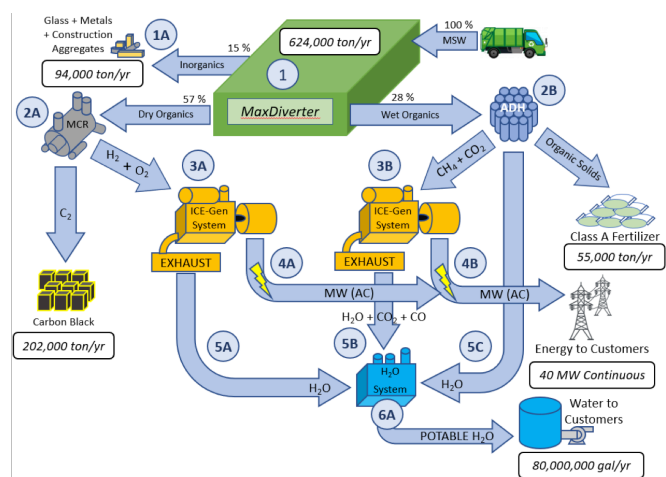 Glass + Metals
+ Construction
Aggregates
1A
94,000 ton/yr
15 %
Inorganics
624,000 ton/yr
100 %
MSW
1
MaxDiverter
57 %
Dry Organics
28 %
Wet Organics
2A
MCR
2B
ADH
H₂ + O₂
C₂
3A
ICE-Gen
System
EXHAUST
3B
ICE-Gen
System
EXHAUST
CH₄ + CO₂
Organic Solids
Class A Fertilizer
55,000 ton/yr
4A
MW (AC)
4B
MW (AC)
Carbon Black
202,000 ton/yr
H₂O + CO₂ + CO
5A
H₂O
5B
H₂O
System
5C
H₂O
Energy to Customers
40 MW Continuous
6A
POTABLE H₂O
Water to
Customers
80,000,000 gal/yr